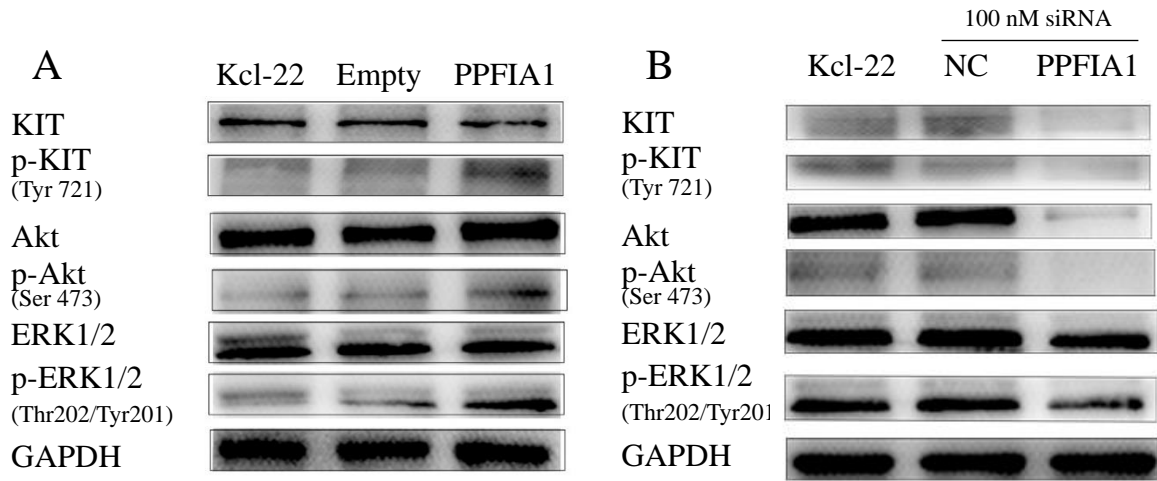 A
Kcl-22 Empty PPFIA1
KIT
p-KIT
(Tyr 721)
Akt
p-Akt
(Ser 473)
ERK1/2
p-ERK1/2
(Thr202/Tyr201)
GAPDH
100 nM siRNA
B
Kcl-22 NC PPFIA1
KIT
p-KIT
(Tyr 721)
Akt
p-Akt
(Ser 473)
ERK1/2
p-ERK1/2
(Thr202/Tyr201
GAPDH